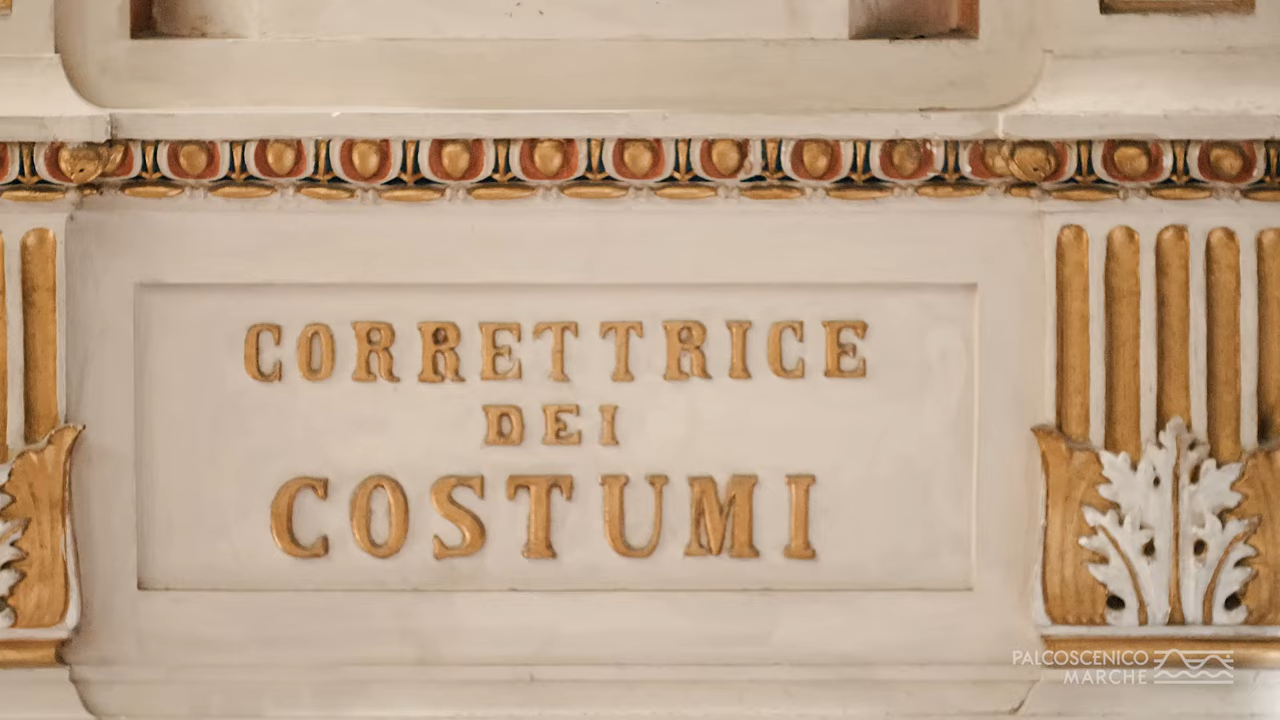 CORRETTRICE
DEI
COSTUMI
PALCOSCENICO
MARCHE